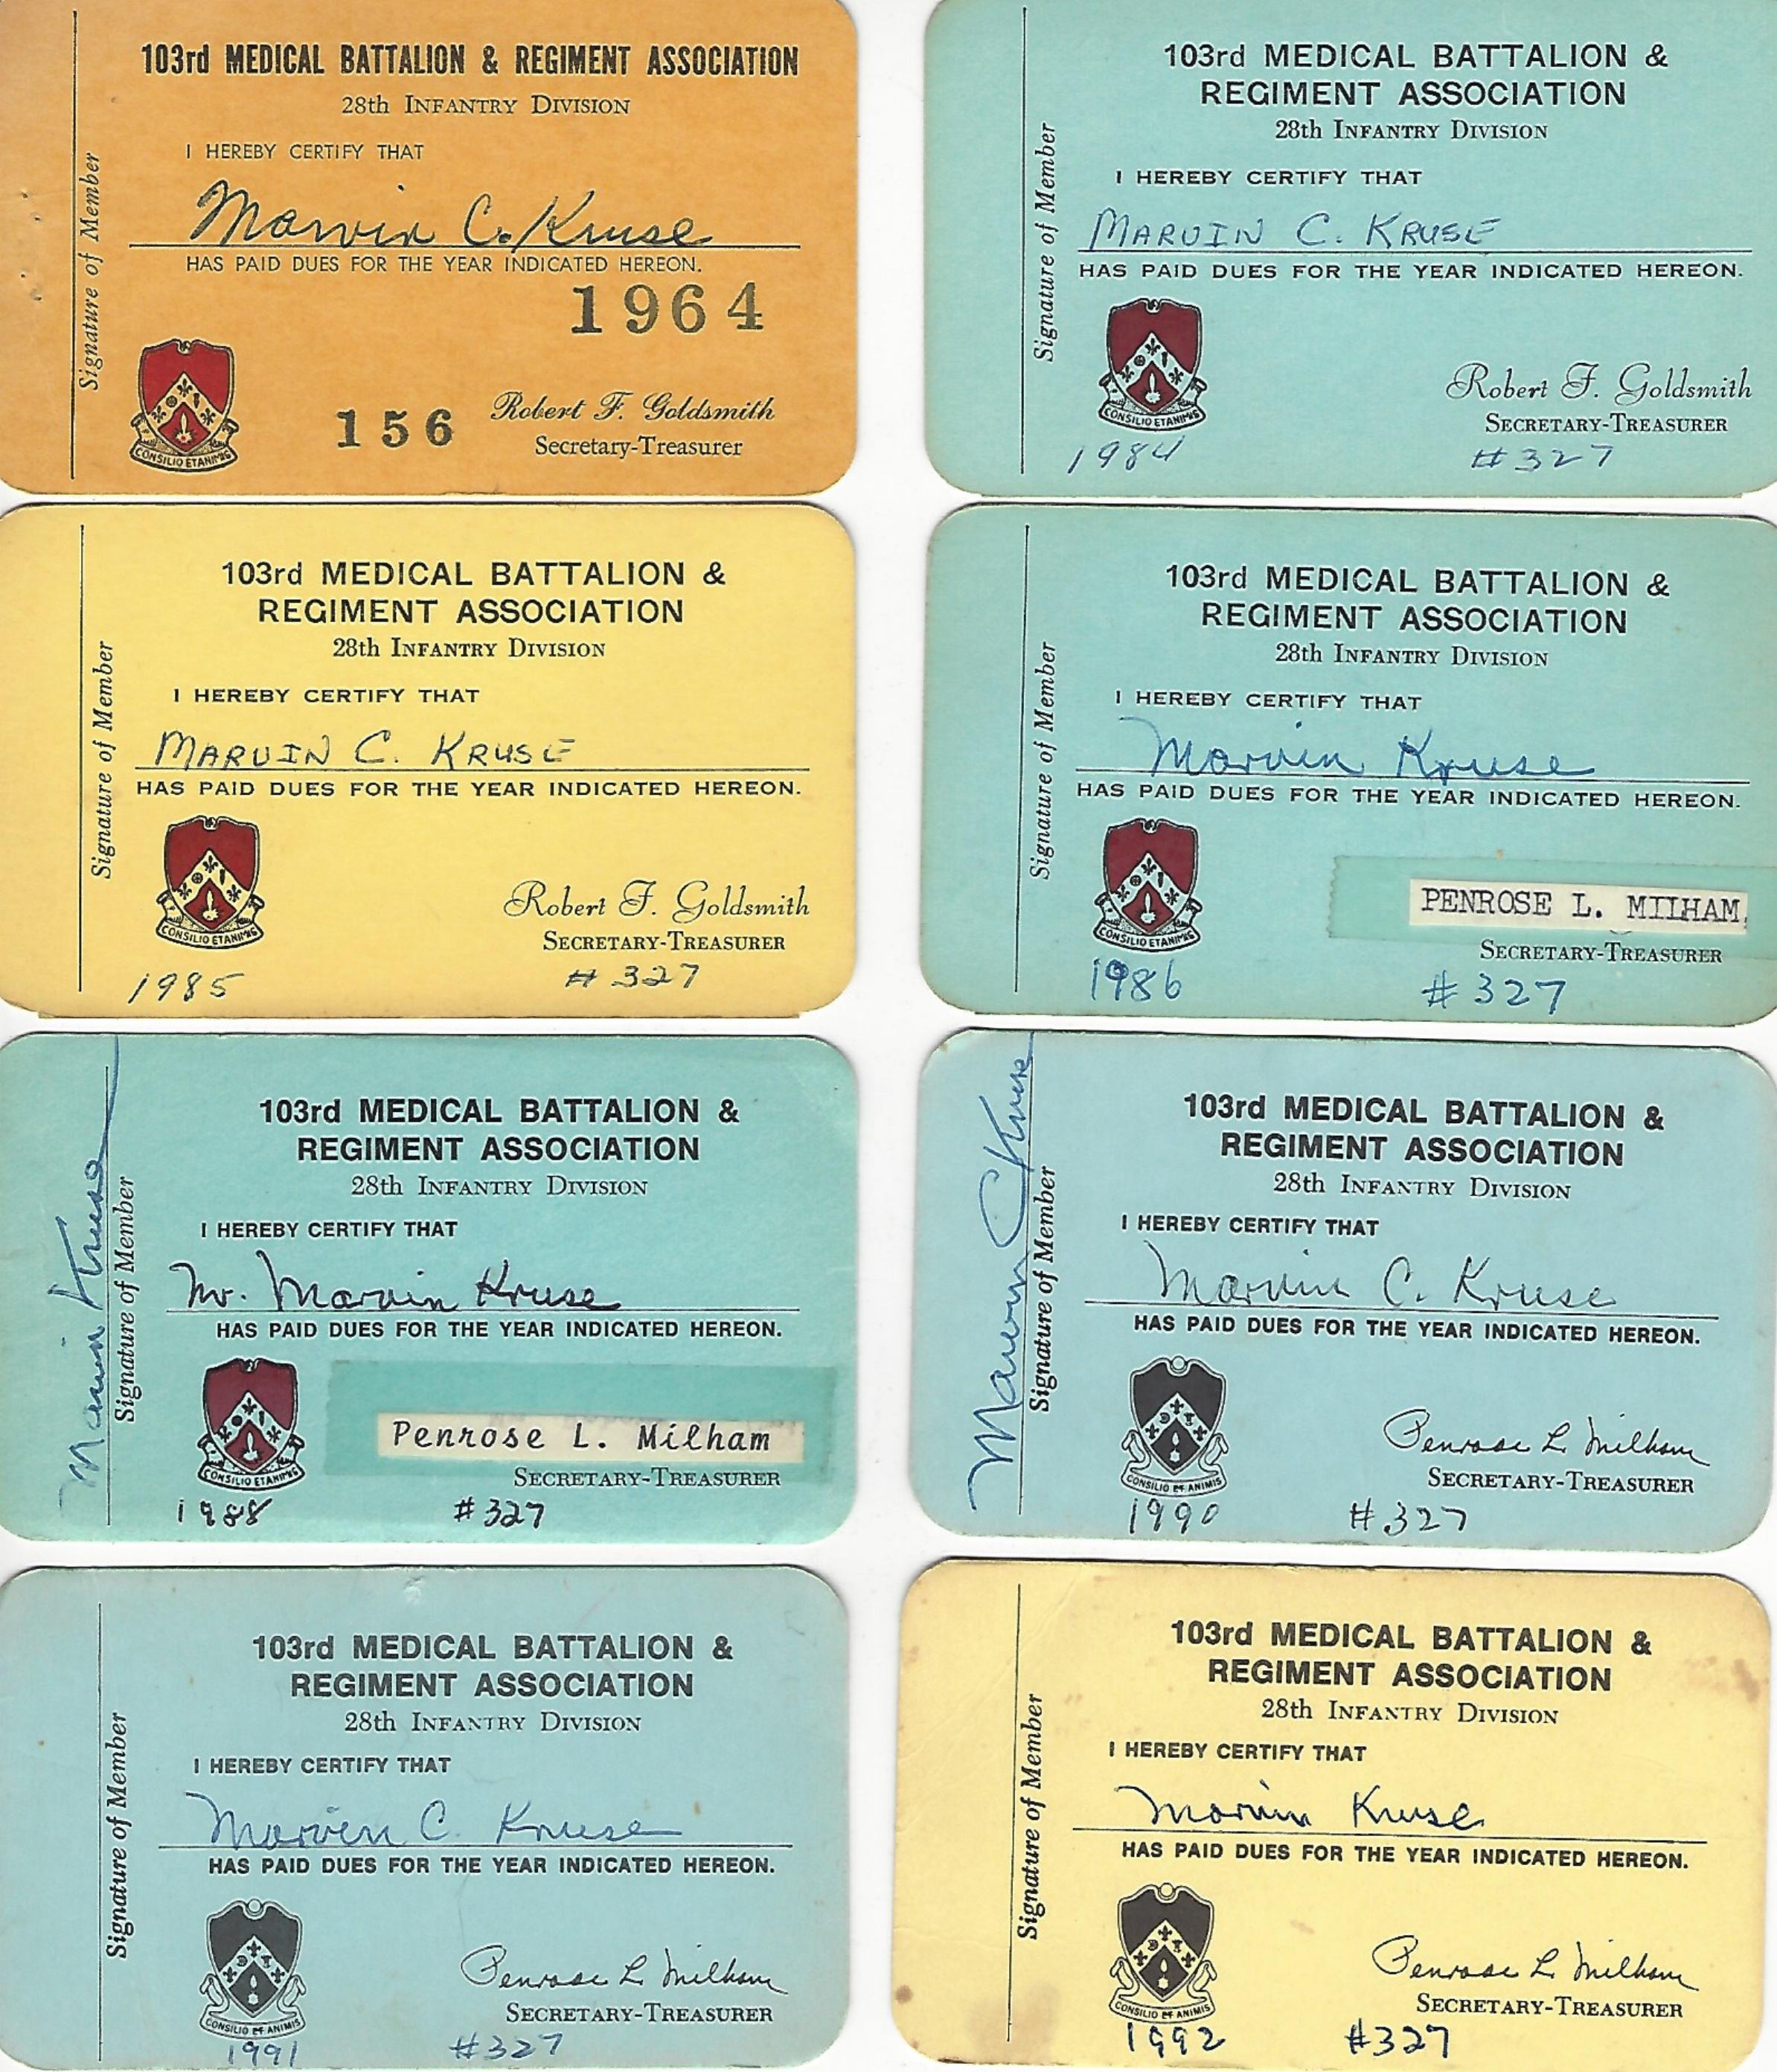 Signature of Member
103rd MEDICAL BATTALION & REGIMENT ASSOCIATION
28th INFANTRY DIVISION
I HEREBY CERTIFY THAT
Marvin C. Kruse
HAS PAID DUES FOR THE YEAR INDICATED HEREON.
1964
CONSILIO ET ANIMIS
156
Robert F. Goldsmith
Secretary-Treasurer
Signature of Member
103rd MEDICAL BATTALION &
REGIMENT ASSOCIATION
28th INFANTRY DIVISION
I HEREBY CERTIFY THAT
MARVIN C. KRUSE
HAS PAID DUES FOR THE YEAR INDICATED HEREON.
CONSILIO ET ANIMIS
Robert F. Goldsmith
SECRETARY-TREASURER
1984 #327
Signature of Member
103rd MEDICAL BATTALION &
REGIMENT ASSOCIATION
28th INFANTRY DIVISION
I HEREBY CERTIFY THAT
MARVIN C. KRUSE
HAS PAID DUES FOR THE YEAR INDICATED HEREON.
CONSILIO ET ANIMIS
Robert F. Goldsmith
SECRETARY-TREASURER
1985 #327
Signature of Member
103rd MEDICAL BATTALION &
REGIMENT ASSOCIATION
28th INFANTRY DIVISION
I HEREBY CERTIFY THAT
Marvin Kruse
HAS PAID DUES FOR THE YEAR INDICATED HEREON.
CONSILIO ET ANIMIS
PENROSE L. MILHAM
SECRETARY-TREASURER
1986 #327
Marvin Kruse
Signature of Member
103rd MEDICAL BATTALION &
REGIMENT ASSOCIATION
28th INFANTRY DIVISION
I HEREBY CERTIFY THAT
Mr. Marvin Kruse
HAS PAID DUES FOR THE YEAR INDICATED HEREON.
CONSILIO ET ANIMIS
Penrose L. Milham
SECRETARY-TREASURER
1988 #327
Marvin C Kruse
Signature of Member
103rd MEDICAL BATTALION &
REGIMENT ASSOCIATION
28th INFANTRY DIVISION
I HEREBY CERTIFY THAT
Marvin C. Kruse
HAS PAID DUES FOR THE YEAR INDICATED HEREON.
CONSILIO ET ANIMIS
Penrose L. Milham
SECRETARY-TREASURER
1990 #327
Signature of Member
103rd MEDICAL BATTALION &
REGIMENT ASSOCIATION
28th INFANTRY DIVISION
I HEREBY CERTIFY THAT
Marvin C. Kruse
HAS PAID DUES FOR THE YEAR INDICATED HEREON.
CONSILIO ET ANIMIS
Penrose L. Milham
SECRETARY-TREASURER
1991 #327
Signature of Member
103rd MEDICAL BATTALION &
REGIMENT ASSOCIATION
28th INFANTRY DIVISION
I HEREBY CERTIFY THAT
Marvin Kruse
HAS PAID DUES FOR THE YEAR INDICATED HEREON.
CONSILIO ET ANIMIS
Penrose L. Milham
SECRETARY-TREASURER
1992 #327